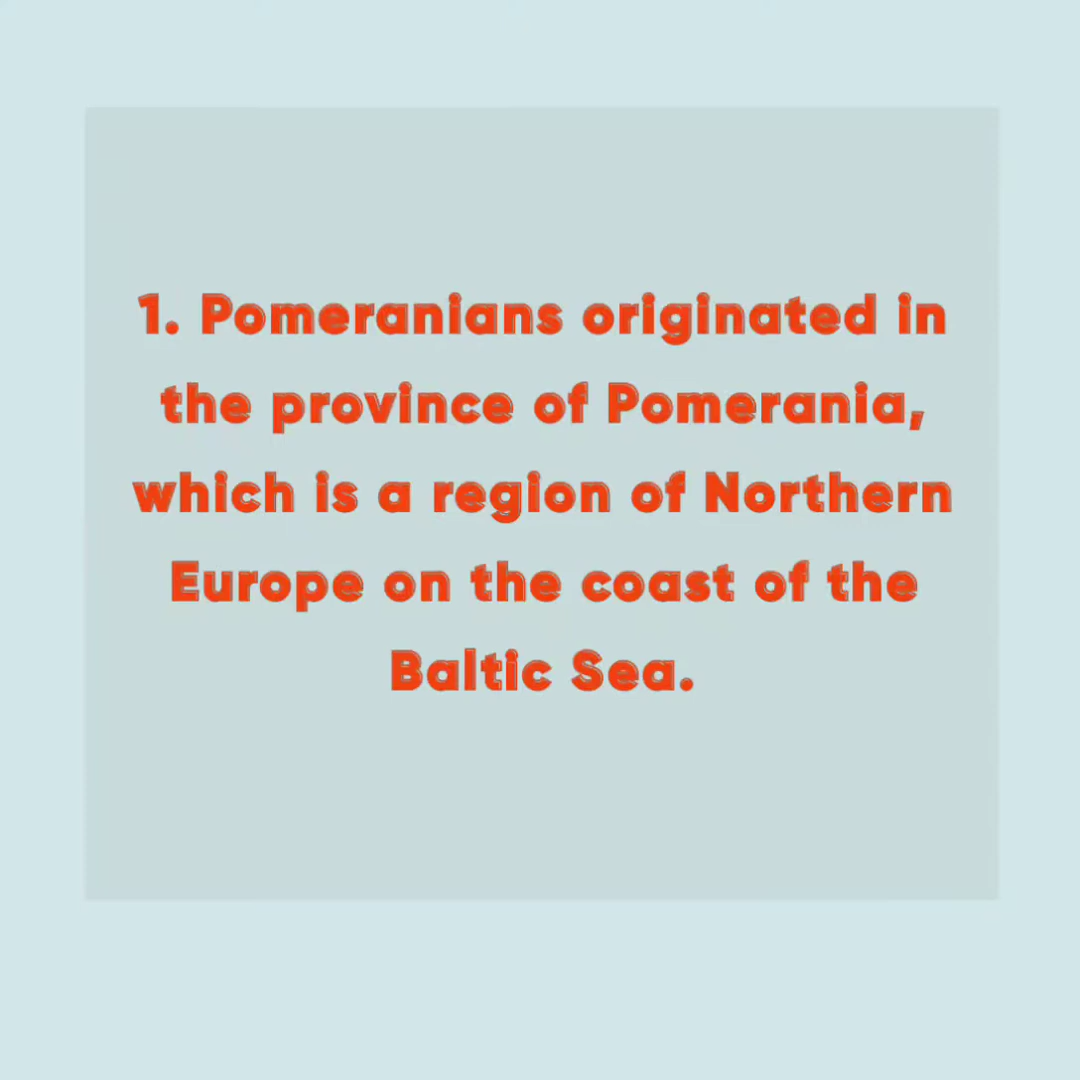 1. Pomeranians originated in
the province of Pomerania,
which is a region of Northern
Europe on the coast of the
Baltic Sea.